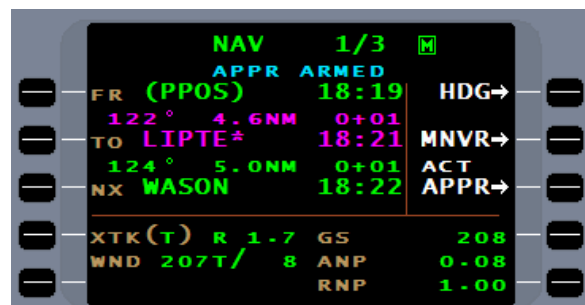 NAV 1/3 M
APPR ARMED
FR (PPOS) 18:19 HDG→
122° 4.6NM 0+01
TO LIPTE* 18:21 MNVR→
124° 5.0NM 0+01 ACT
NX WASON 18:22 APPR→
XTK(T) R 1.7 GS 208
WND 207T/ 8 ANP 0.08
RNP 1.00